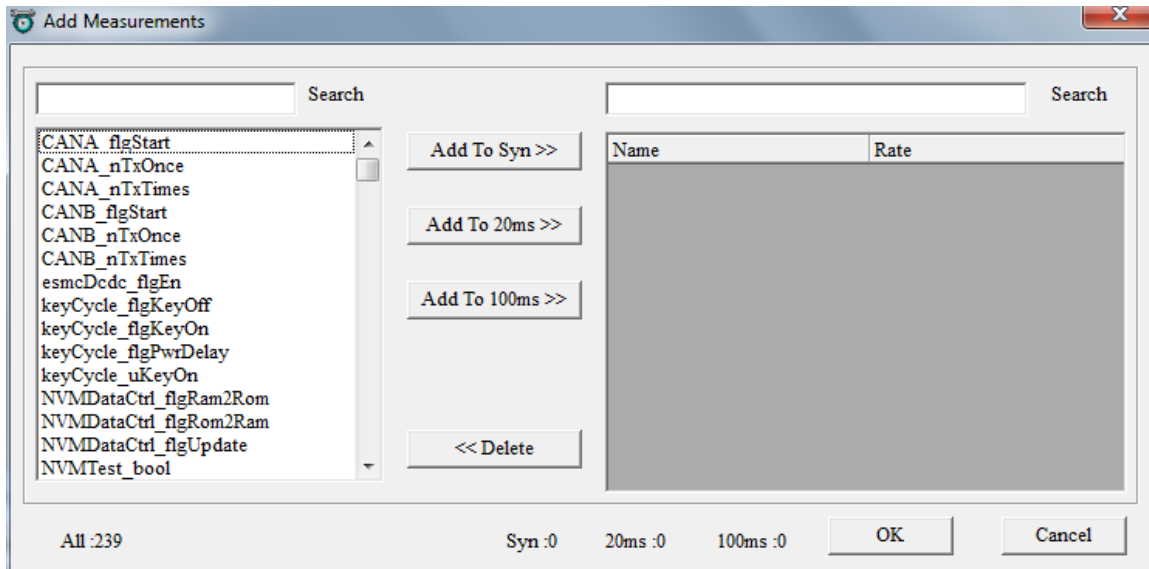 Add Measurements
Search
Search
CANA_flgStart
CANA_nTxOnce
CANA_nTxTimes
CANB_flgStart
CANB_nTxOnce
CANB_nTxTimes
esmcDcdc_flgEn
keyCycle_flgKeyOff
keyCycle_flgKeyOn
keyCycle_flgPwrDelay
keyCycle_uKeyOn
NVMDataCtrl_flgRam2Rom
NVMDataCtrl_flgRom2Ram
NVMDataCtrl_flgUpdate
NVMTest_bool
Add To Syn >>
Add To 20ms >>
Add To 100ms >>
<< Delete
Name Rate
All :239 Syn :0 20ms :0 100ms :0 OK Cancel